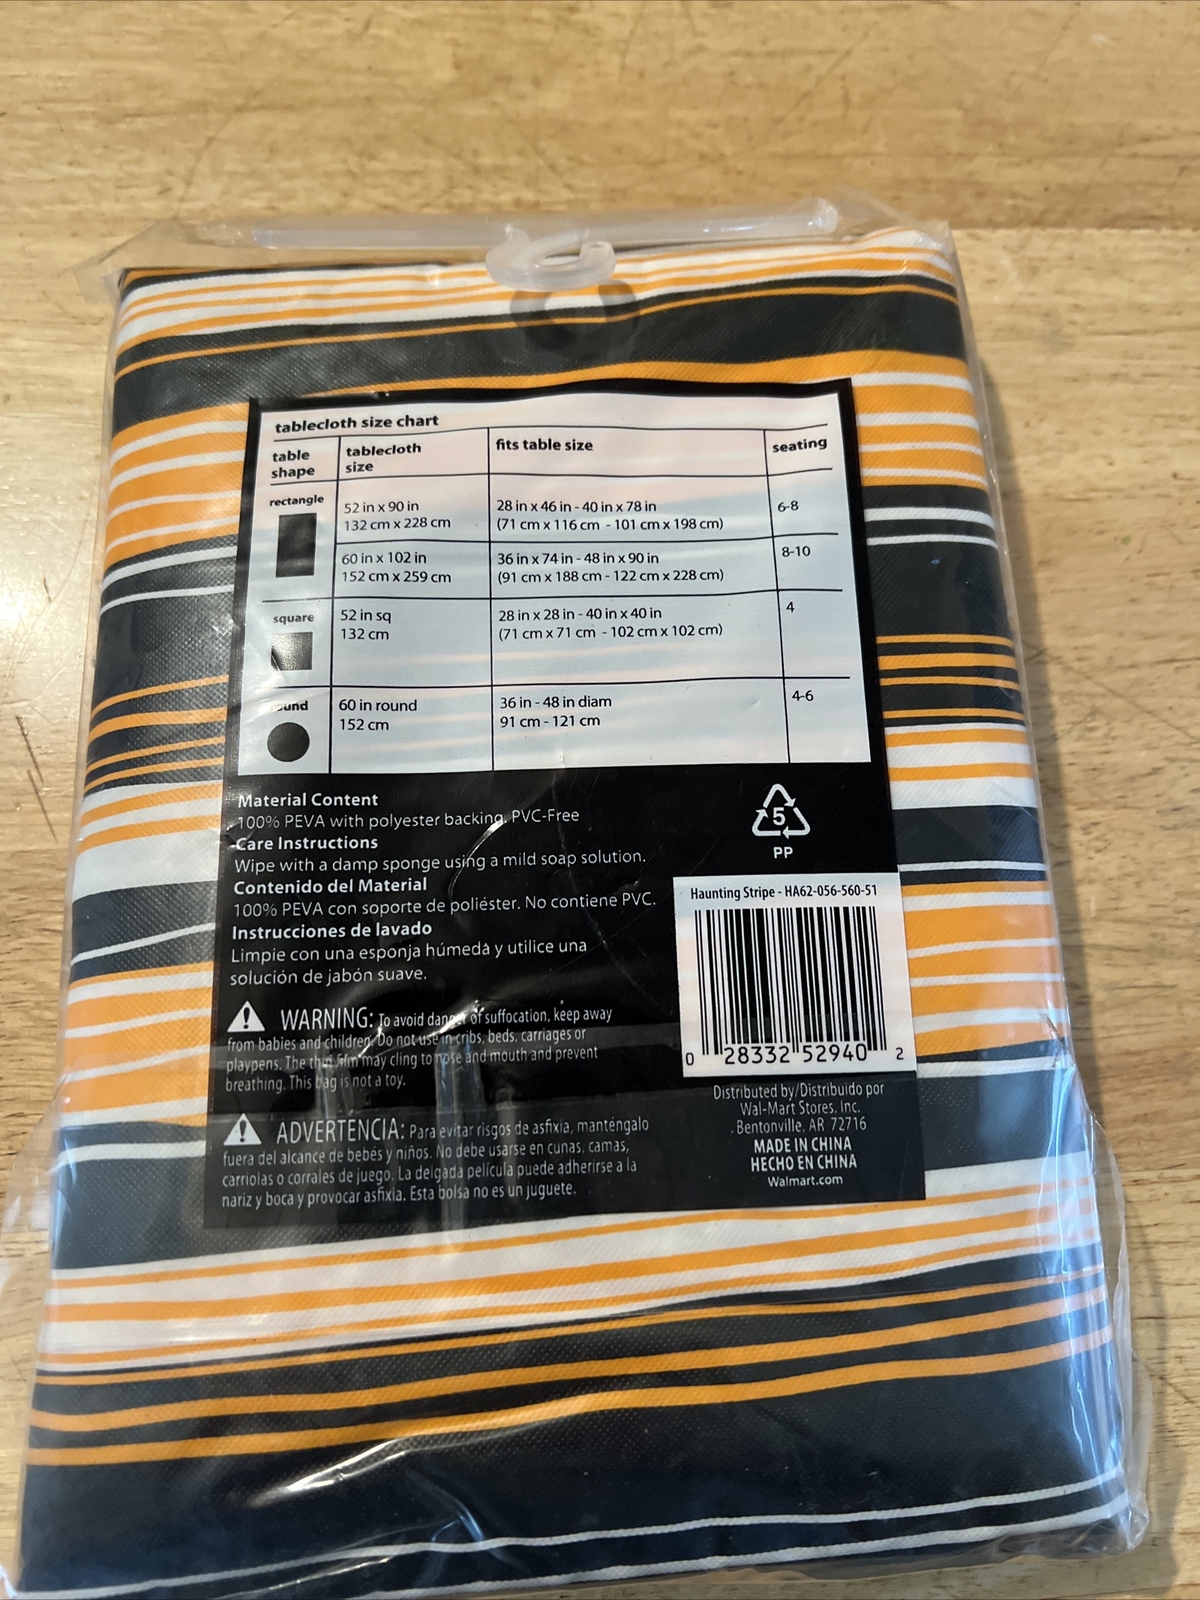 tablecloth size chart
table shape
tablecloth size
fits table size
seating
rectangle
52 in x 90 in
132 cm x 228 cm
28 in x 46 in - 40 in x 78 in
(71 cm x 116 cm - 101 cm x 198 cm)
6-8
60 in x 102 in
152 cm x 259 cm
36 in x 74 in - 48 in x 90 in
(91 cm x 188 cm - 122 cm x 228 cm)
8-10
square
52 in sq
132 cm
28 in x 28 in - 40 in x 40 in
(71 cm x 71 cm - 102 cm x 102 cm)
4
round
60 in round
152 cm
36 in - 48 in diam
91 cm - 121 cm
4-6
Material Content
100% PEVA with polyester backing. PVC-Free
Care Instructions
Wipe with a damp sponge using a mild soap solution.
Contenido del Material
100% PEVA con soporte de poliéster. No contiene PVC.
Instrucciones de lavado
Limpie con una esponja húmeda y utilice una
solución de jabón suave.
WARNING: To avoid danger of suffocation, keep away
from babies and children. Do not use in cribs, beds, carriages or
playpens. The thin film may cling to nose and mouth and prevent
breathing. This bag is not a toy.
ADVERTENCIA: Para evitar risgos de asfixia, manténgalo
fuera del alcance de bebés y niños. No debe usarse en cunas, camas,
carriolas o corrales de juego. La delgada película puede adherirse a la
nariz y boca y provocar asfixia. Esta bolsa no es un juguete.
5
PP
Haunting Stripe - HA62-056-560-51
0 28332 52940 2
Distributed by/Distribuido por
Wal-Mart Stores, Inc.
Bentonville, AR 72716
MADE IN CHINA
HECHO EN CHINA
Walmart.com